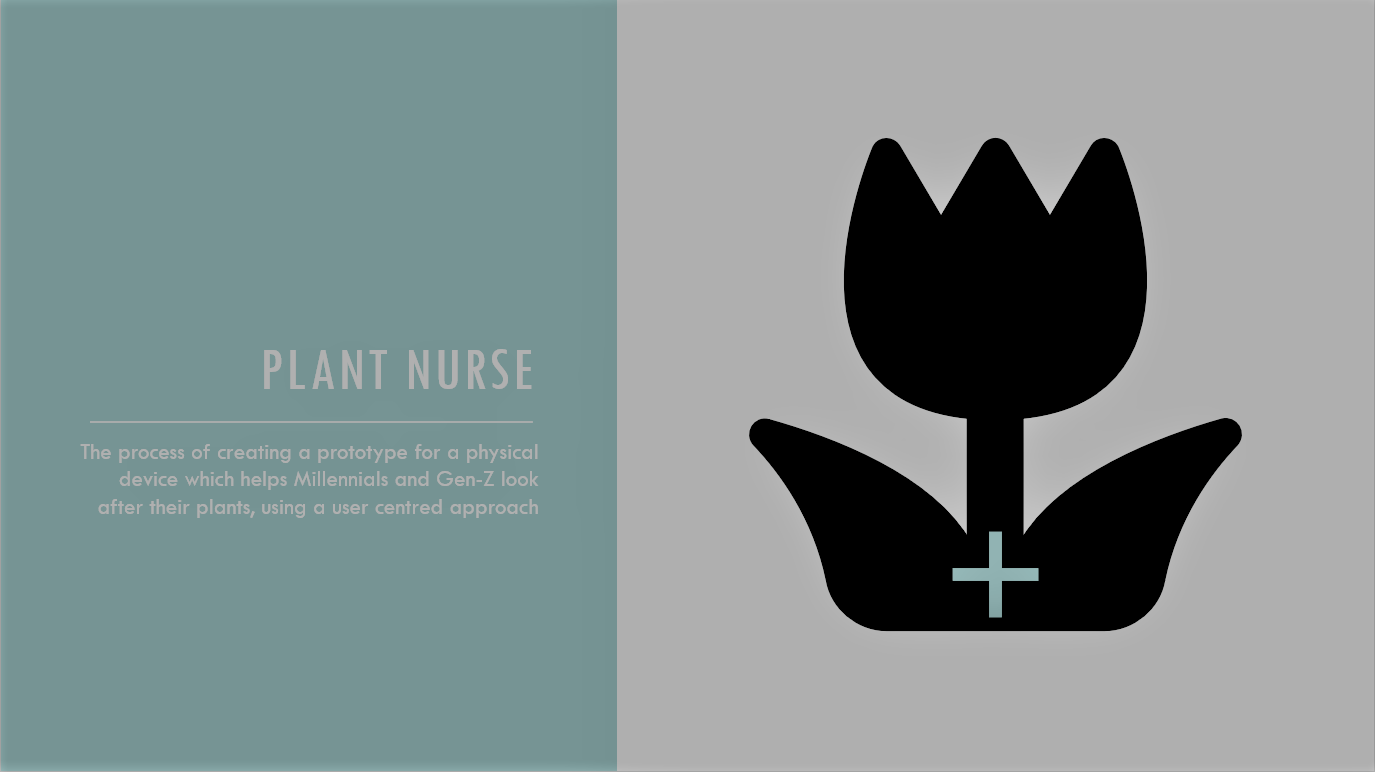 PLANT NURSE
The process of creating a prototype for a physical
device which helps Millennials and Gen-Z look
after their plants, using a user centred approach